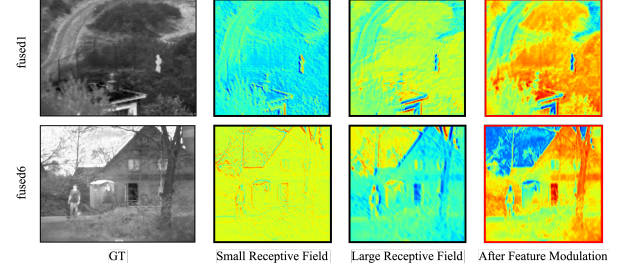 fused1
fused6
GT
Small Receptive Field
Large Receptive Field
After Feature Modulation